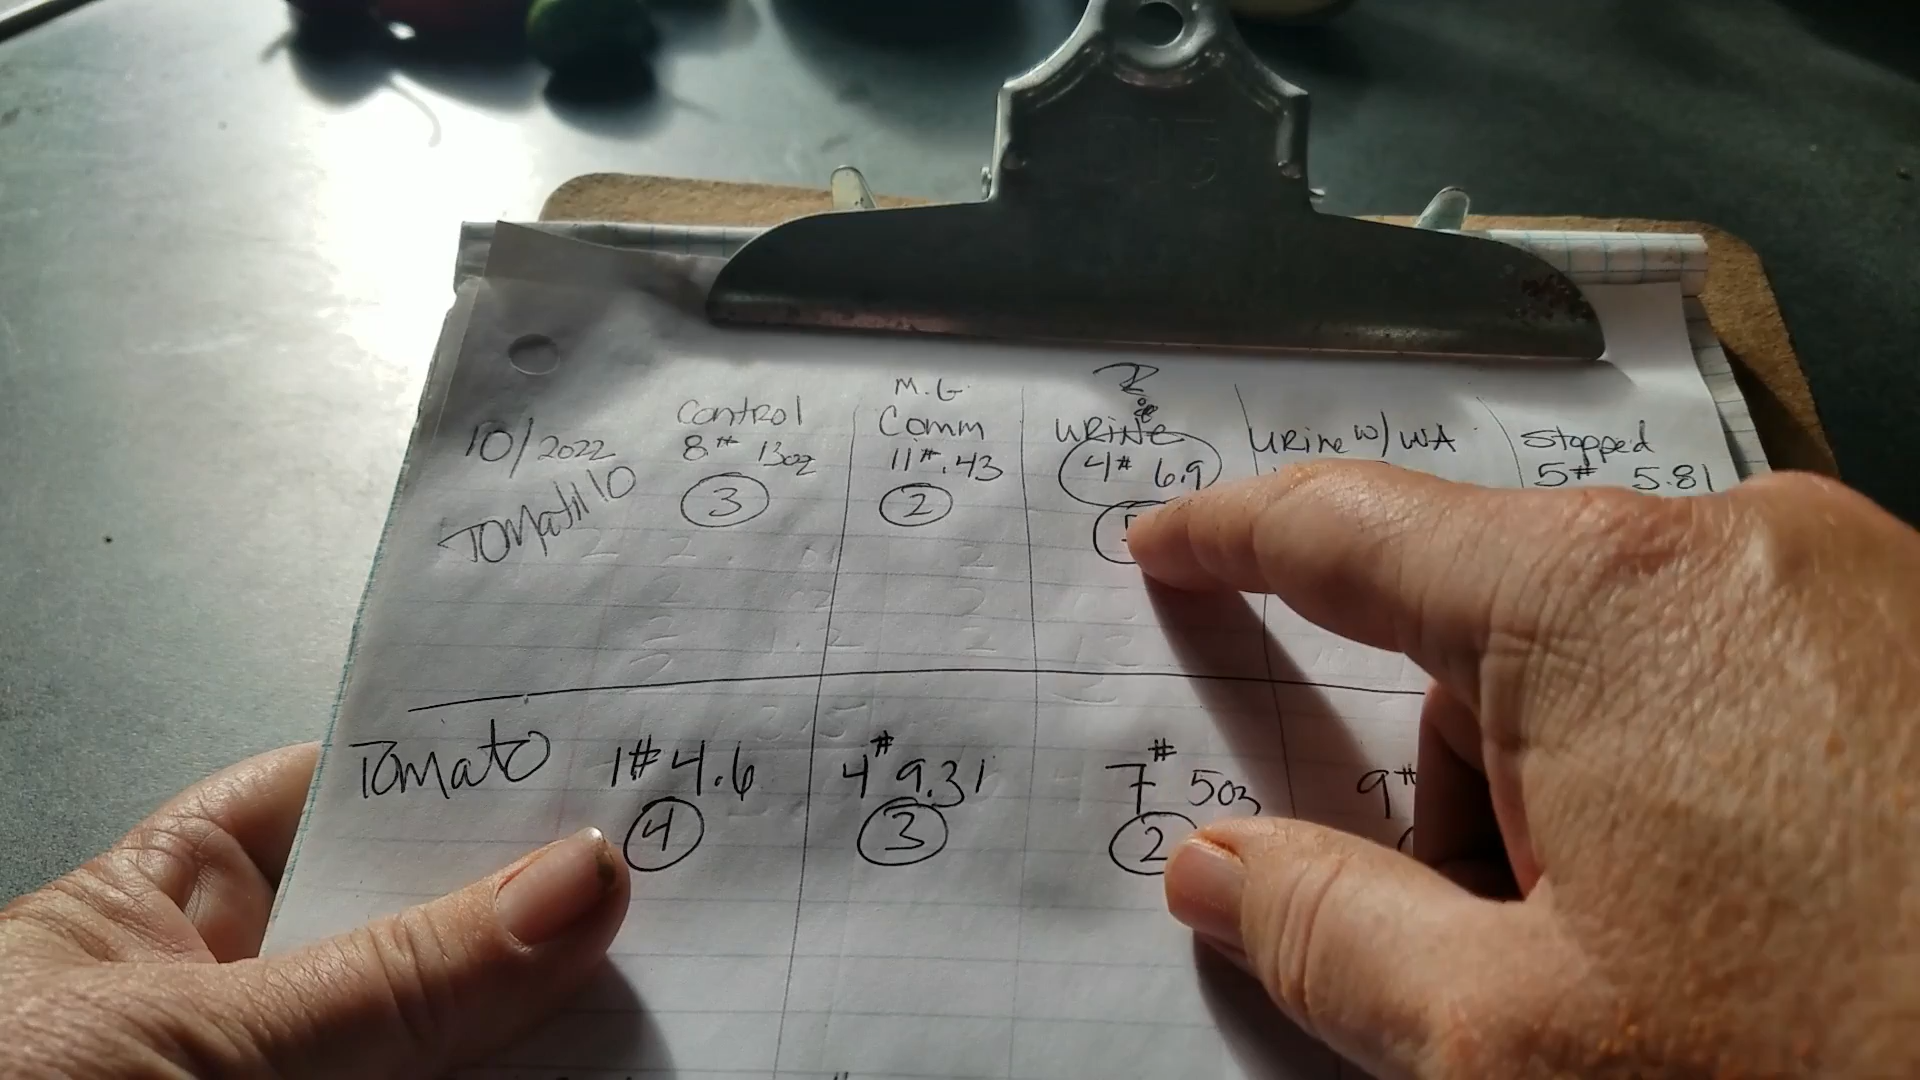 M.G.
Control Comm URiNE URine w/ WA Stopped
10/2022 8# 13oz 11# .43 4# 6.9 5# 5.81
TOMatillo 3 2
TOMatO 1# 4.6 4# 9.31 7# 5oz 9#
4 3 2